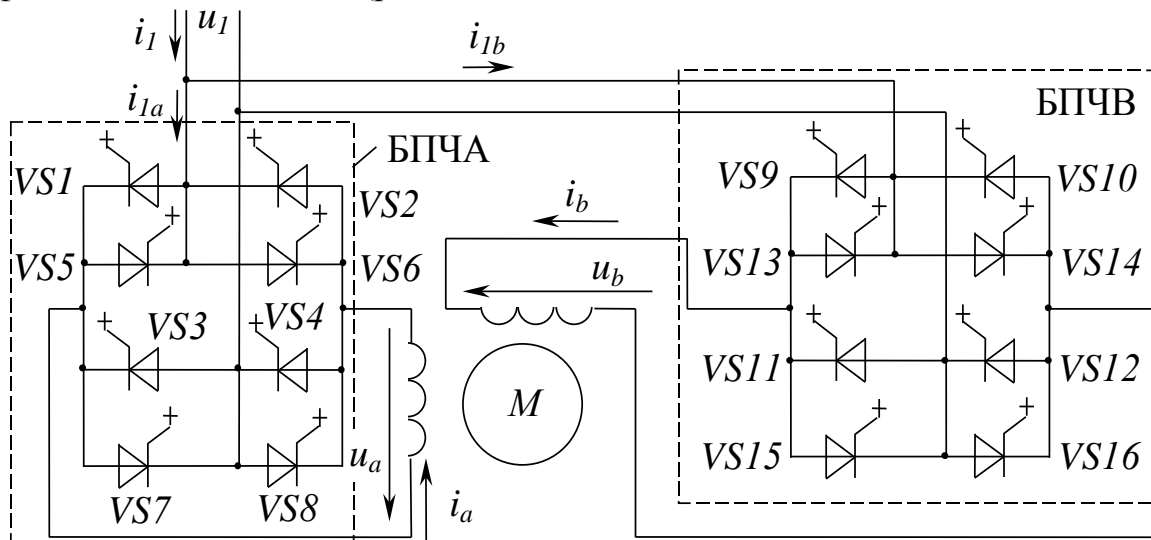 i1 u1 i1b
i1a БПЧА БПЧВ
VS1 VS2 VS9 VS10
VS5 VS6 ib VS13 VS14
ub
VS3 VS4
VS11 VS12
M
ua VS15 VS16
VS7 VS8 ia